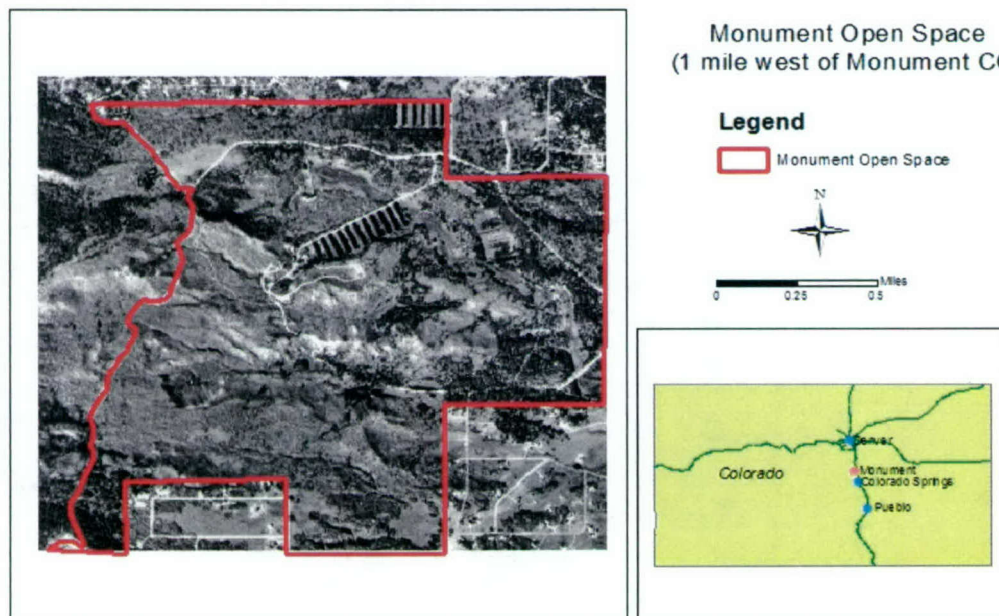 Monument Open Space
(1 mile west of Monument
Legend
Monument Open Space
N
Miles
0 0.25 0.5
Denver
Colorado
Monument
Colorado Springs
Pueblo